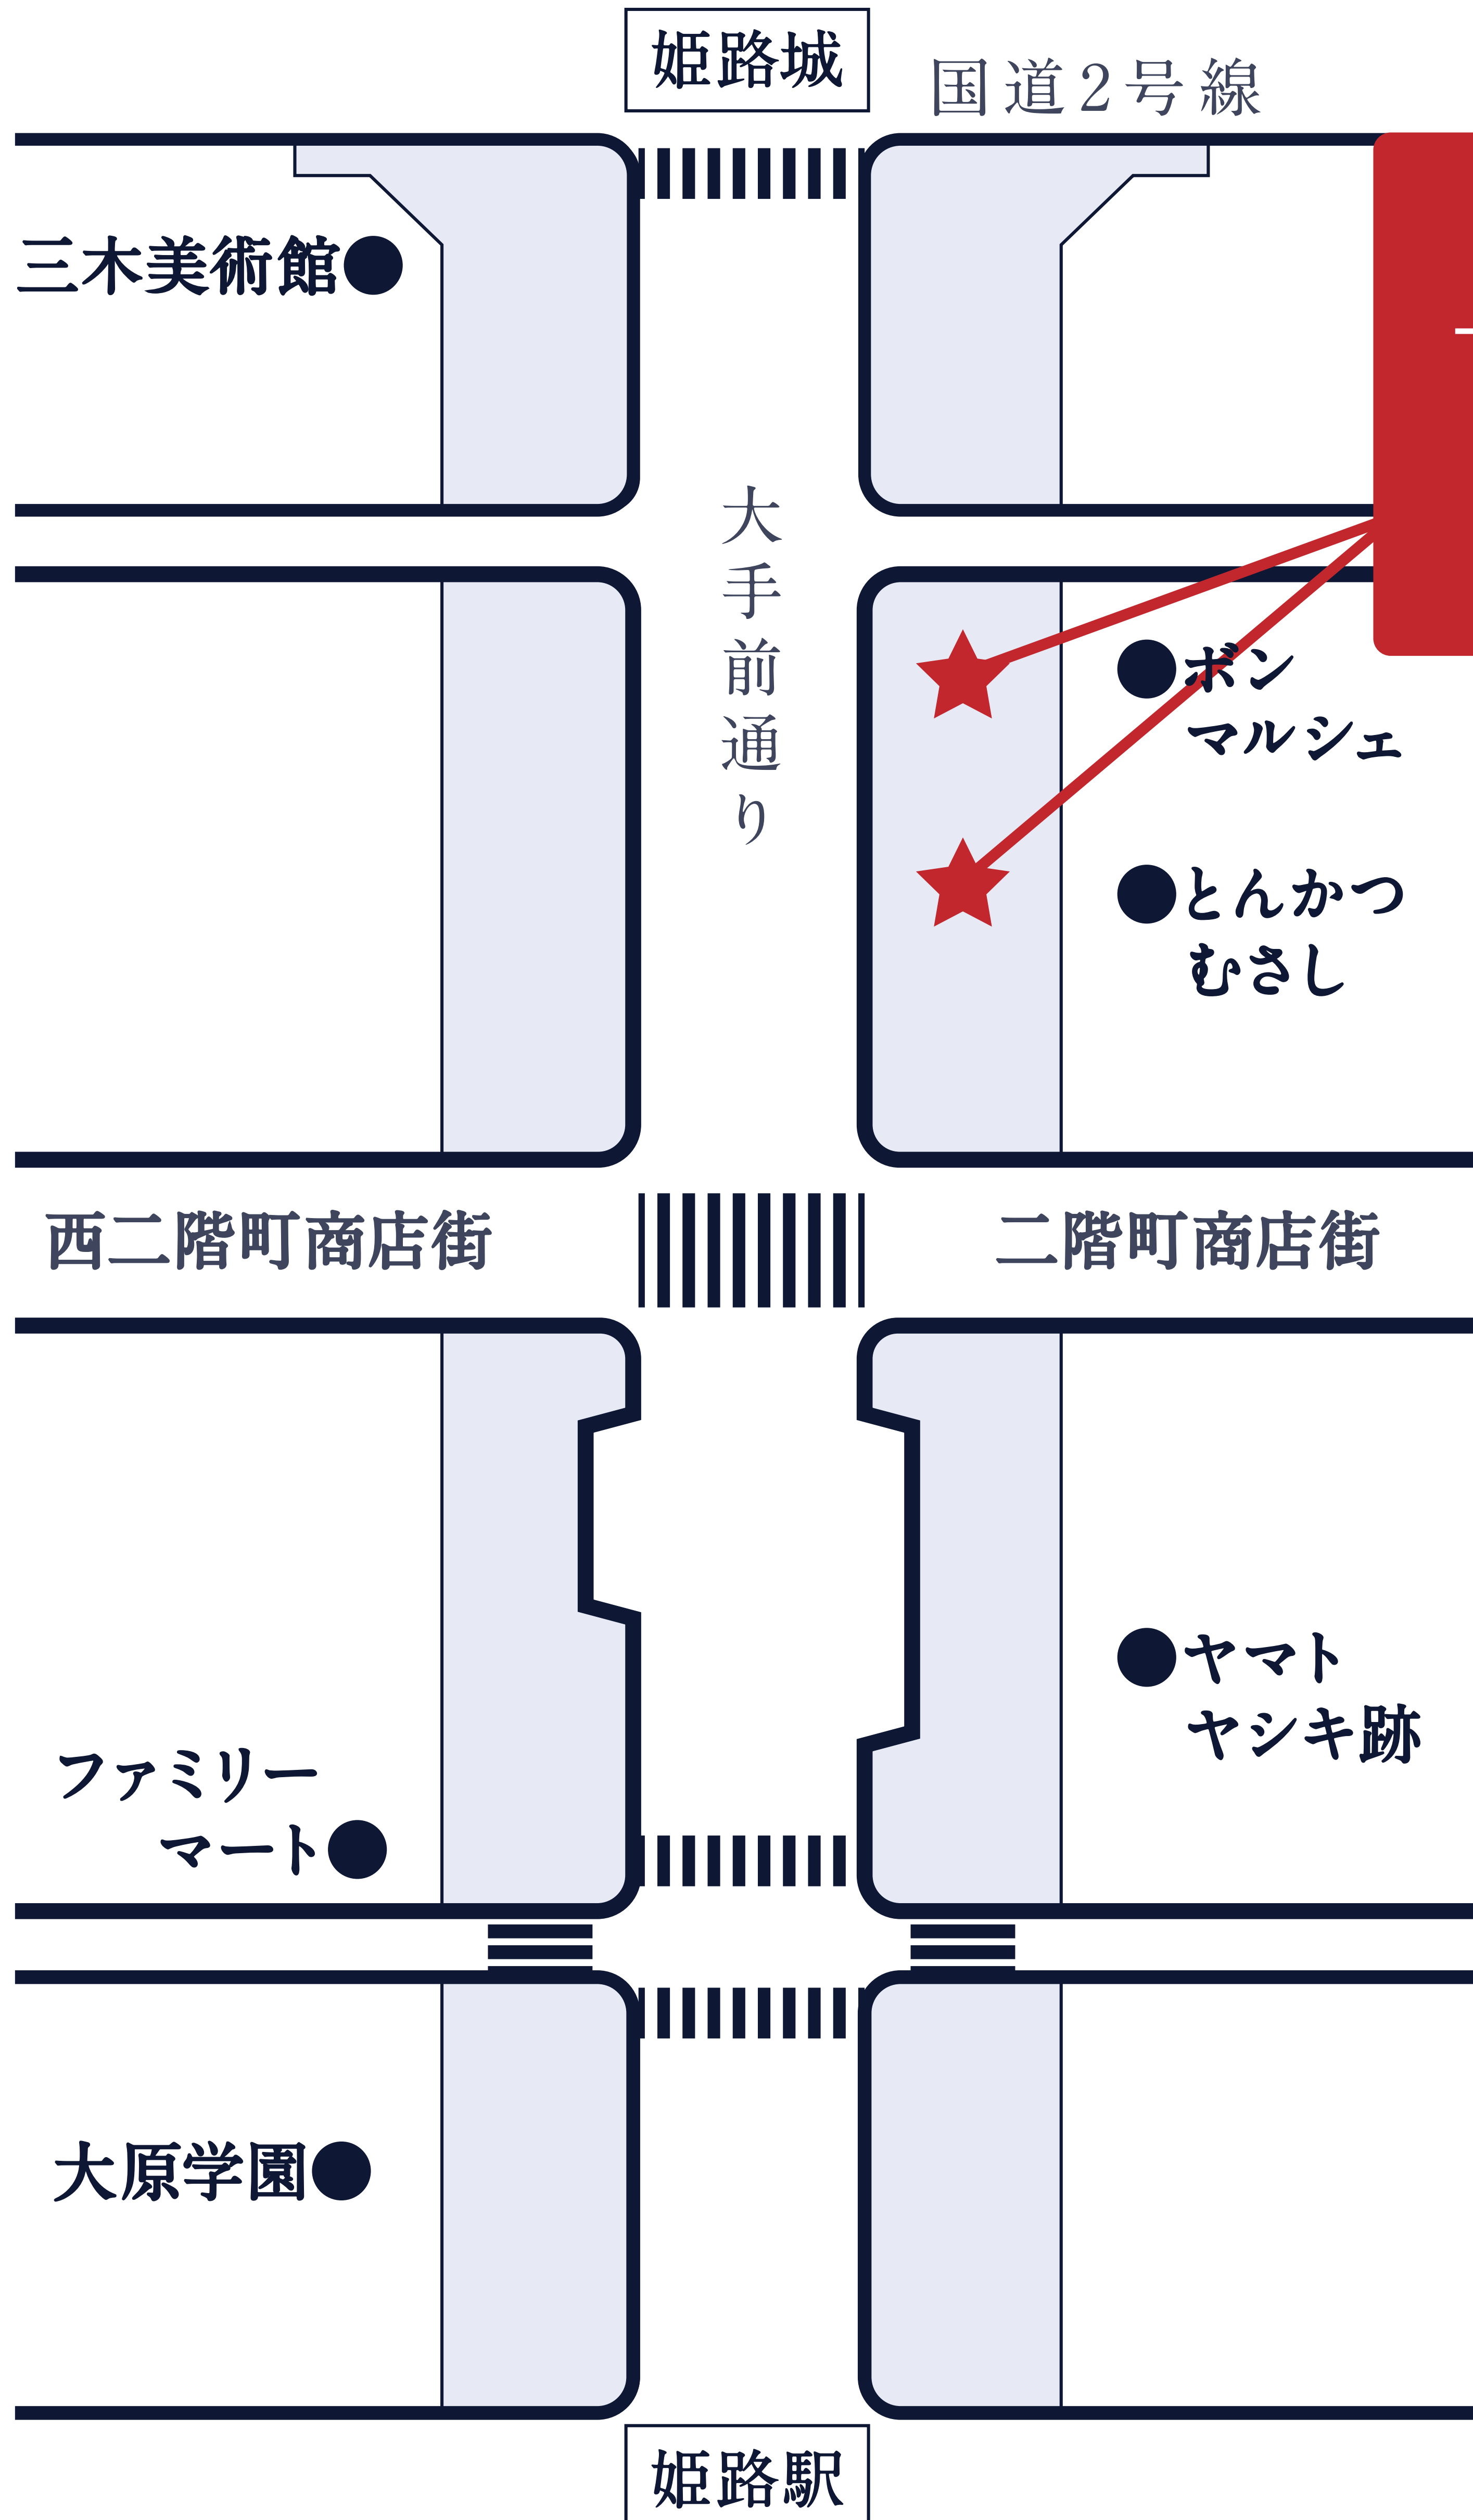 姫路城
国道2号線
三木美術館
大手前通り
ボン
マルシェ
とんかつ
むさし
西二階町商店街
二階町商店街
ヤマト
ヤシキ跡
ファミリー
マート
大原学園
姫路駅